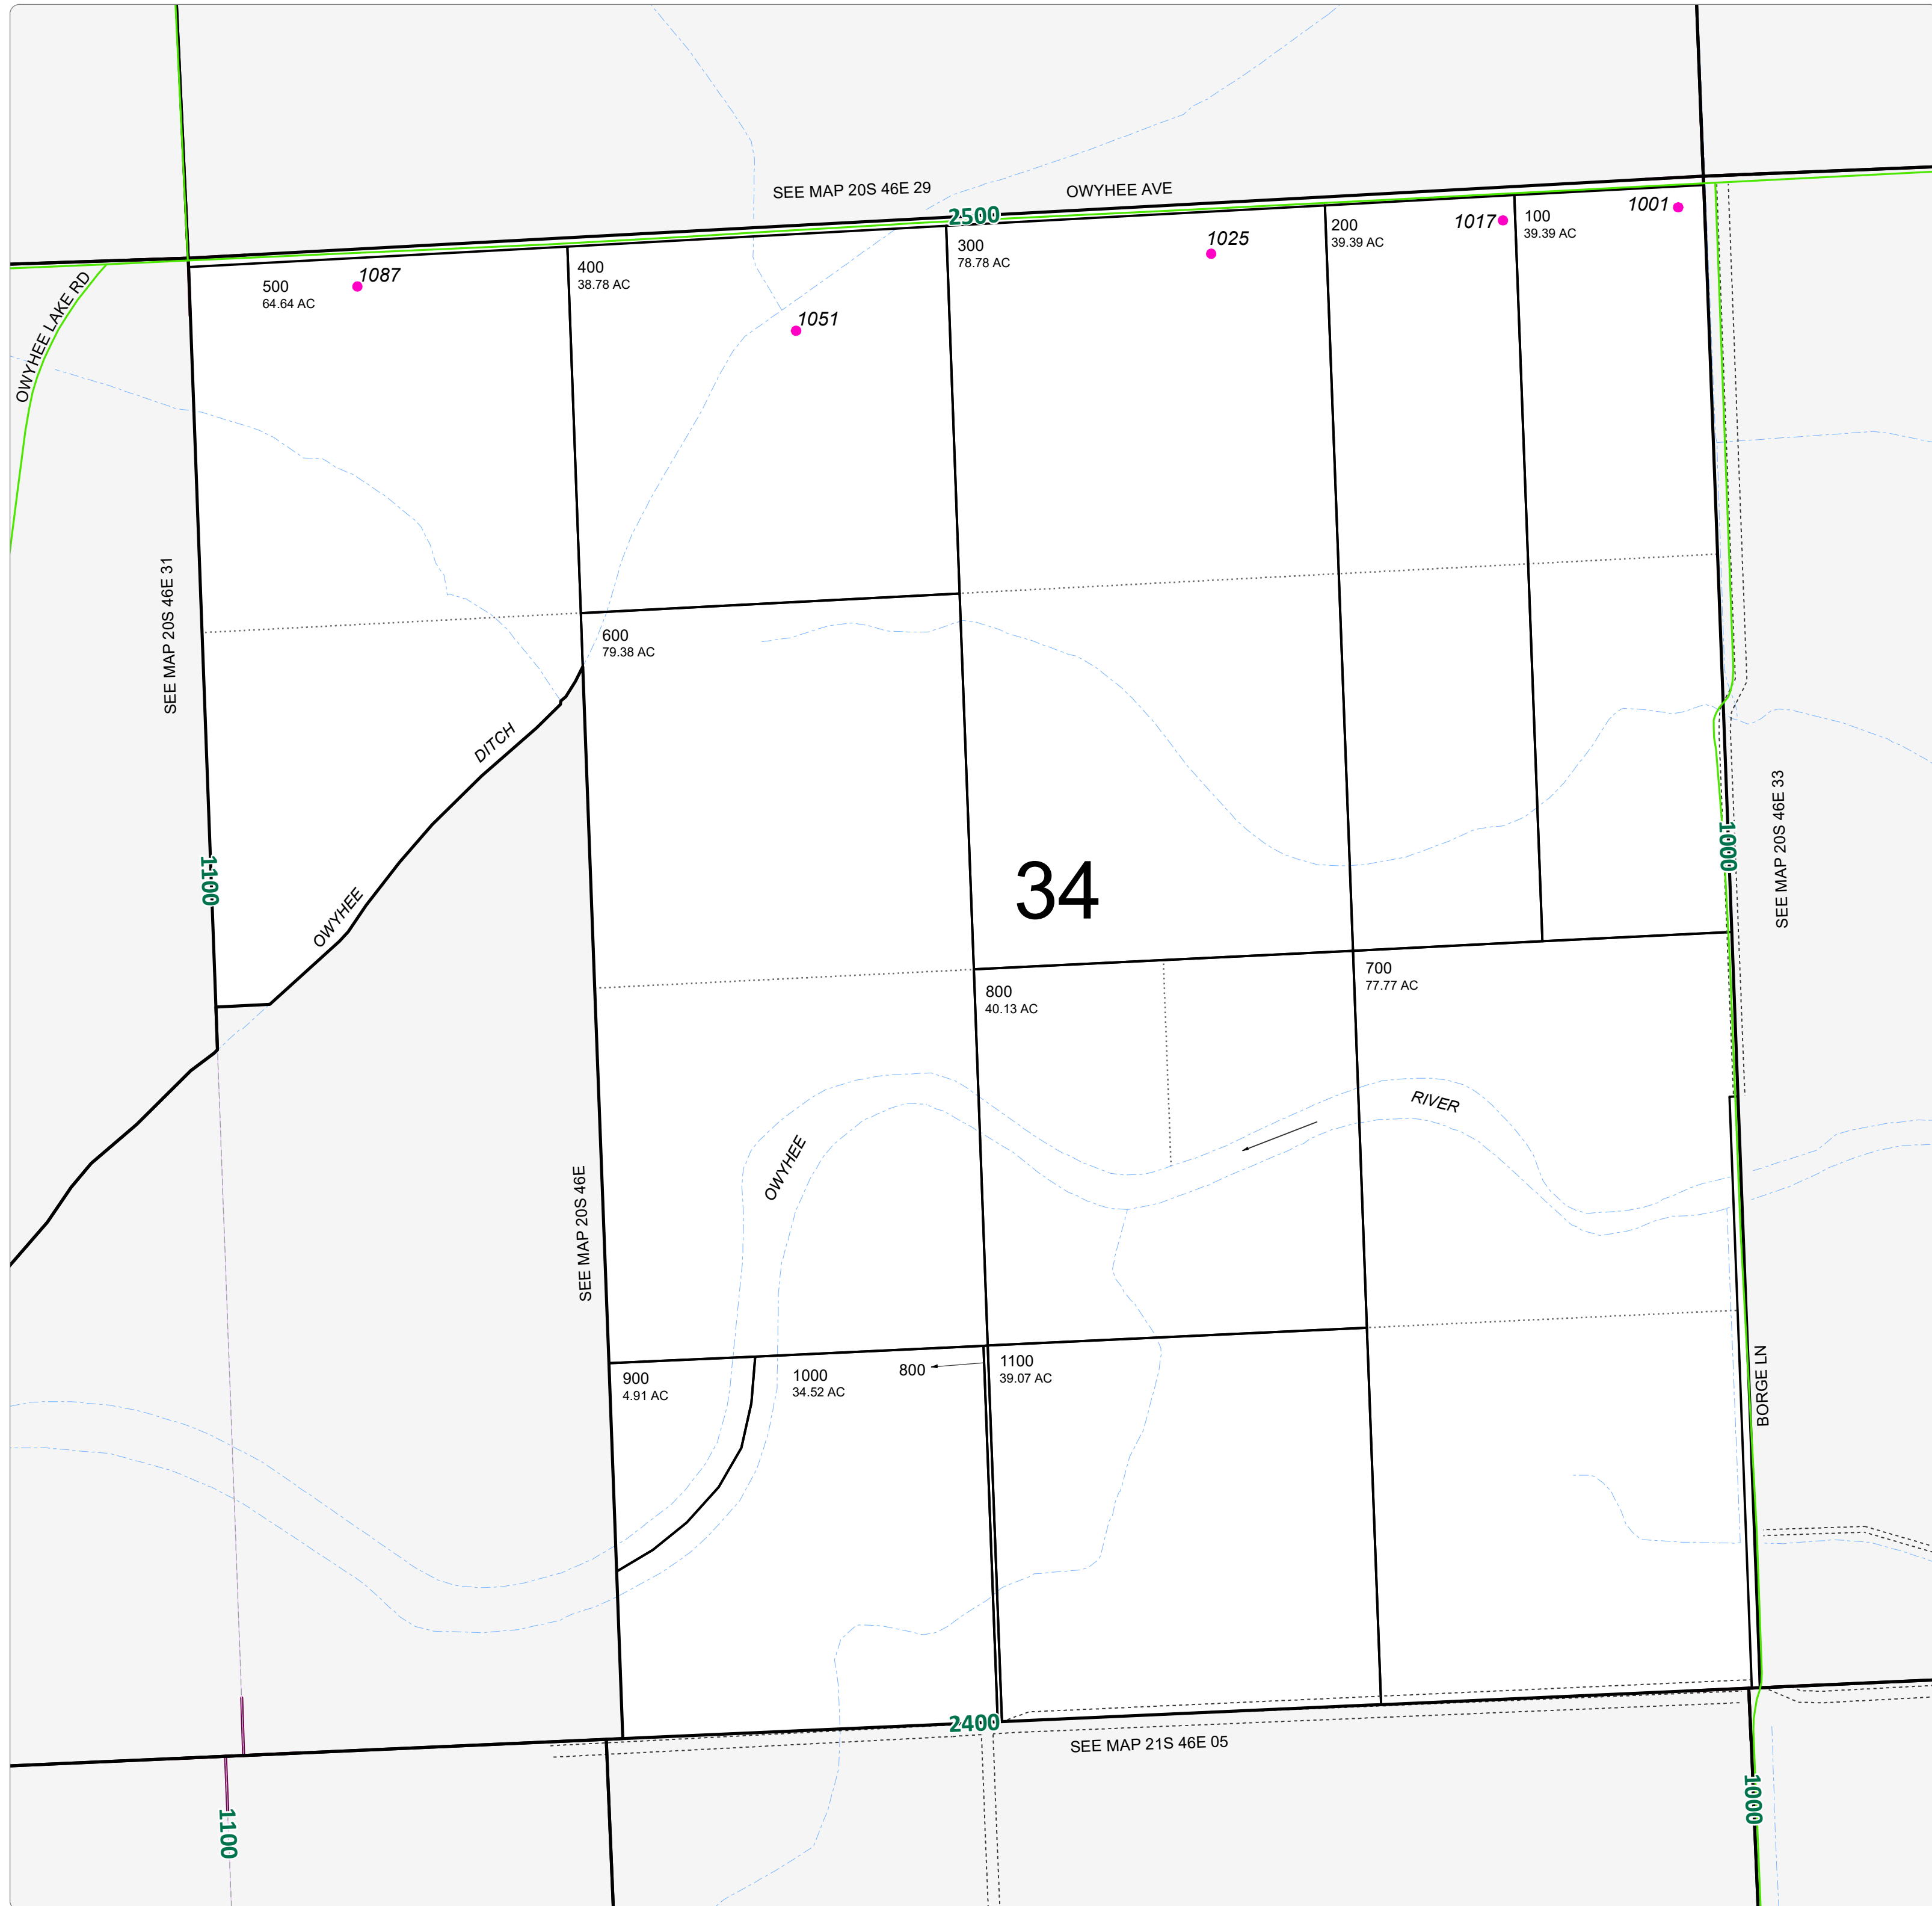 SEE MAP 20S 46E 29
OWYHEE AVE
2500
1001
1017
100
39.39 AC
200
39.39 AC
1025
300
78.78 AC
400
38.78 AC
1051
1087
500
64.64 AC
OWYHEE LAKE RD
SEE MAP 20S 46E 31
600
79.38 AC
DITCH
OWYHEE
1100
34
1000
SEE MAP 20S 46E 33
700
77.77 AC
800
40.13 AC
RIVER
OWYHEE
SEE MAP 20S 46E
900
4.91 AC
1000
34.52 AC
800
1100
39.07 AC
BORGE LN
2400
SEE MAP 21S 46E 05
1100
1000